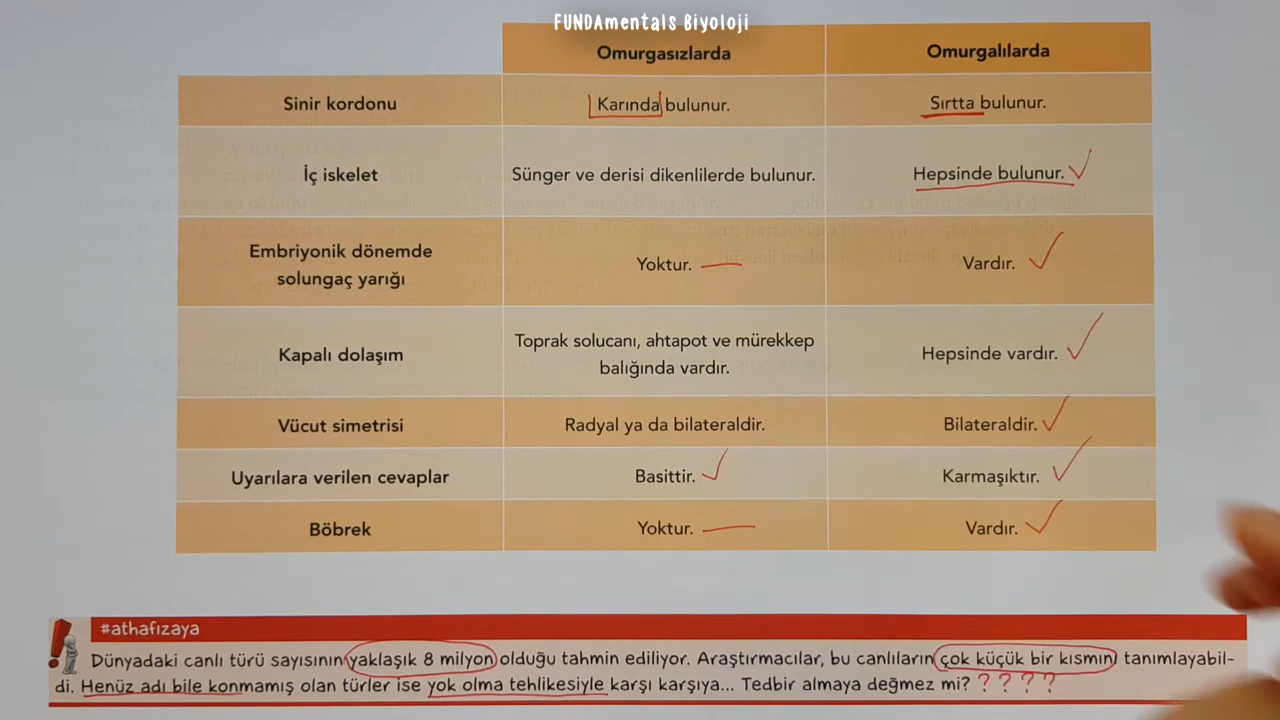 FUNDAmentals Biyoloji
Omurgasızlarda Omurgalılarda
Sinir kordonu Karında bulunur. Sırtta bulunur.
İç iskelet Sünger ve derisi dikenlilerde bulunur. Hepsinde bulunur.
Embriyonik dönemde
solungaç yarığı Yoktur. Vardır.
Kapalı dolaşım Toprak solucanı, ahtapot ve mürekkep
balığında vardır. Hepsinde vardır.
Vücut simetrisi Radyal ya da bilateraldir. Bilateraldir.
Uyarılara verilen cevaplar Basittir. Karmaşıktır.
Böbrek Yoktur. Vardır.
#athafızaya
Dünyadaki canlı türü sayısının yaklaşık 8 milyon olduğu tahmin ediliyor. Araştırmacılar, bu canlıların çok küçük bir kısmını tanımlayabil-
di. Henüz adı bile konmamış olan türler ise yok olma tehlikesiyle karşı karşıya... Tedbir almaya değmez mi? ? ? ? ?